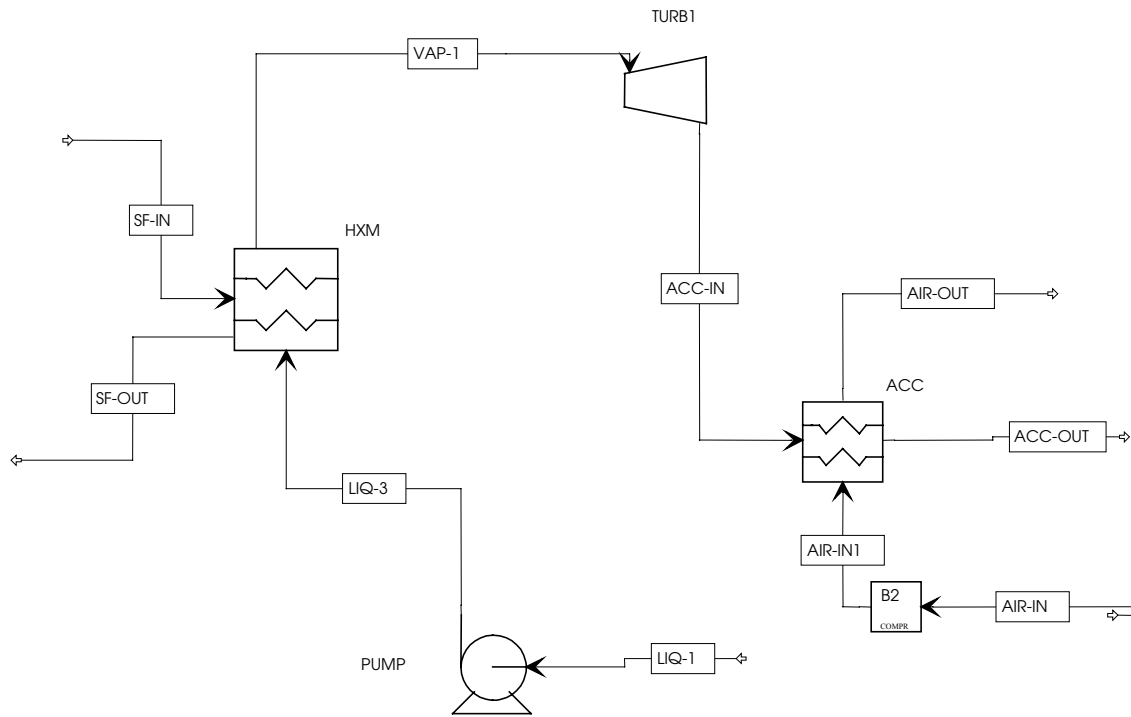 TURB1
VAP-1
SF-IN
HXM
ACC-IN
AIR-OUT
ACC
SF-OUT
ACC-OUT
LIQ-3
AIR-IN1
B2
COMPR
AIR-IN
PUMP
LIQ-1